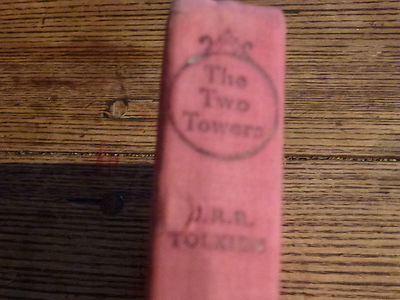 The
Two
Towers
J.R.R.
TOLKIEN